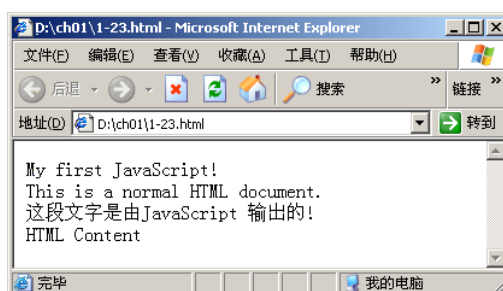 D:\ch01\1-23.html - Microsoft Internet Explorer
文件(F) 编辑(E) 查看(V) 收藏(A) 工具(T) 帮助(H)
后退 搜索 » 链接 »
地址(D) D:\ch01\1-23.html 转到
My first JavaScript!
This is a normal HTML document.
这段文字是由JavaScript 输出的!
HTML Content
完毕 我的电脑